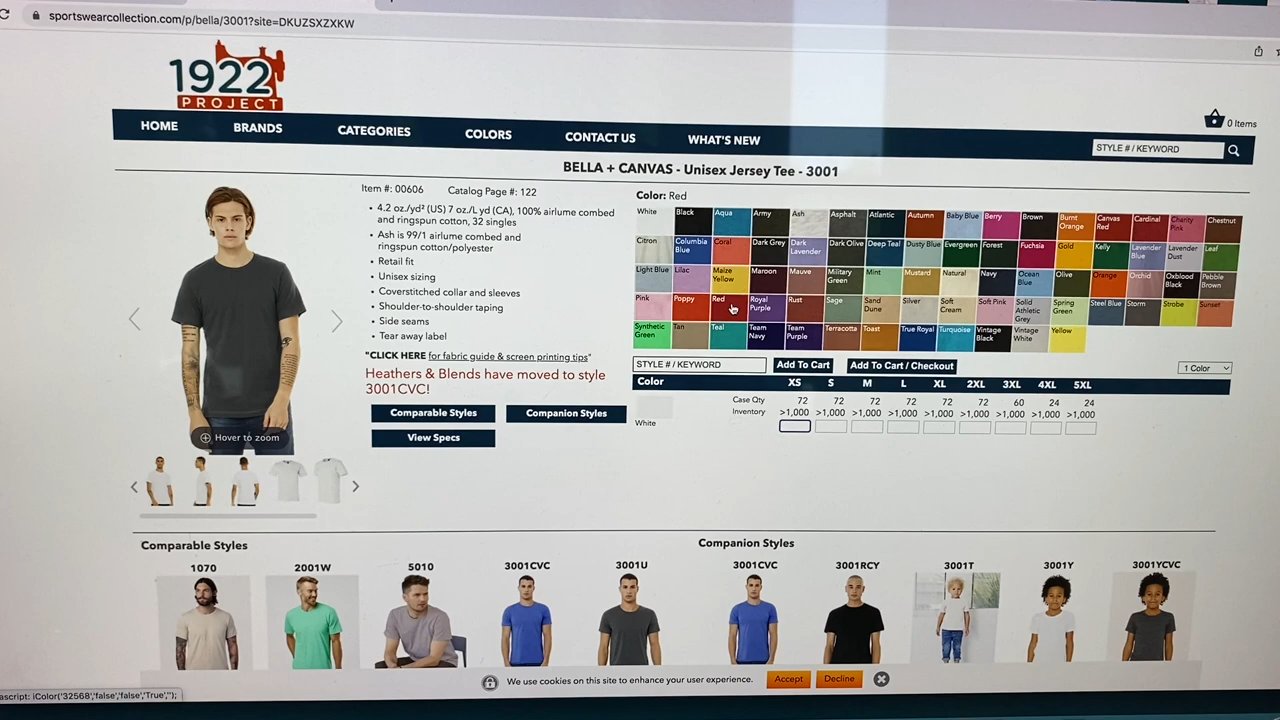 sportswearcollection.com/p/bella/3001?site=DKUZSXZXKW
1922
PROJECT
0 Items
HOME BRANDS CATEGORIES COLORS CONTACT US WHAT'S NEW
STYLE # / KEYWORD
BELLA + CANVAS - Unisex Jersey Tee - 3001
Item #: 00606 Catalog Page #: 122
• 4.2 oz./yd² (US) 7 oz./L yd (CA), 100% airlume combed
and ringspun cotton, 32 singles
• Ash is 99/1 airlume combed and
ringspun cotton/polyester
• Retail fit
• Unisex sizing
• Coverstitched collar and sleeves
• Shoulder-to-shoulder taping
• Side seams
• Tear away label
"CLICK HERE for fabric guide & screen printing tips"
Heathers & Blends have moved to style
3001CVC!
Comparable Styles Companion Styles
View Specs
Hover to zoom
Color: Red
White Black Aqua Army Ash Asphalt Atlantic Autumn Baby Blue Berry Brown Burnt Orange Canvas Red Cardinal Charity Pink Chestnut
Citron Columbia Blue Coral Dark Grey Dark Lavender Dark Olive Deep Teal Dusty Blue Evergreen Forest Fuchsia Gold Kelly Lavender Blue Lavender Dust Leaf
Light Blue Lilac Maize Yellow Maroon Mauve Military Green Mint Mustard Natural Navy Ocean Blue Olive Orange Orchid Oxblood Black Pebble Brown
Pink Poppy Red Royal Purple Rust Sage Sand Dune Silver Soft Cream Soft Pink Solid Athletic Grey Spring Green Steel Blue Storm Strobe Sunset
Synthetic Green Tan Teal Team Navy Team Purple Terracotta Toast True Royal Turquoise Vintage Black Vintage White Yellow
STYLE # / KEYWORD Add To Cart Add To Cart / Checkout 1 Color
Color XS S M L XL 2XL 3XL 4XL 5XL
Case Qty 72 72 72 72 72 72 60 24 24
Inventory >1,000 >1,000 >1,000 >1,000 >1,000 >1,000 >1,000 >1,000 >1,000
White
Comparable Styles
1070 2001W 5010 3001CVC 3001U
Companion Styles
3001CVC 3001RCY 3001T 3001Y 3001YCVC
We use cookies on this site to enhance your user experience. Accept Decline
ascript: iColor('32568','false','false','True','');